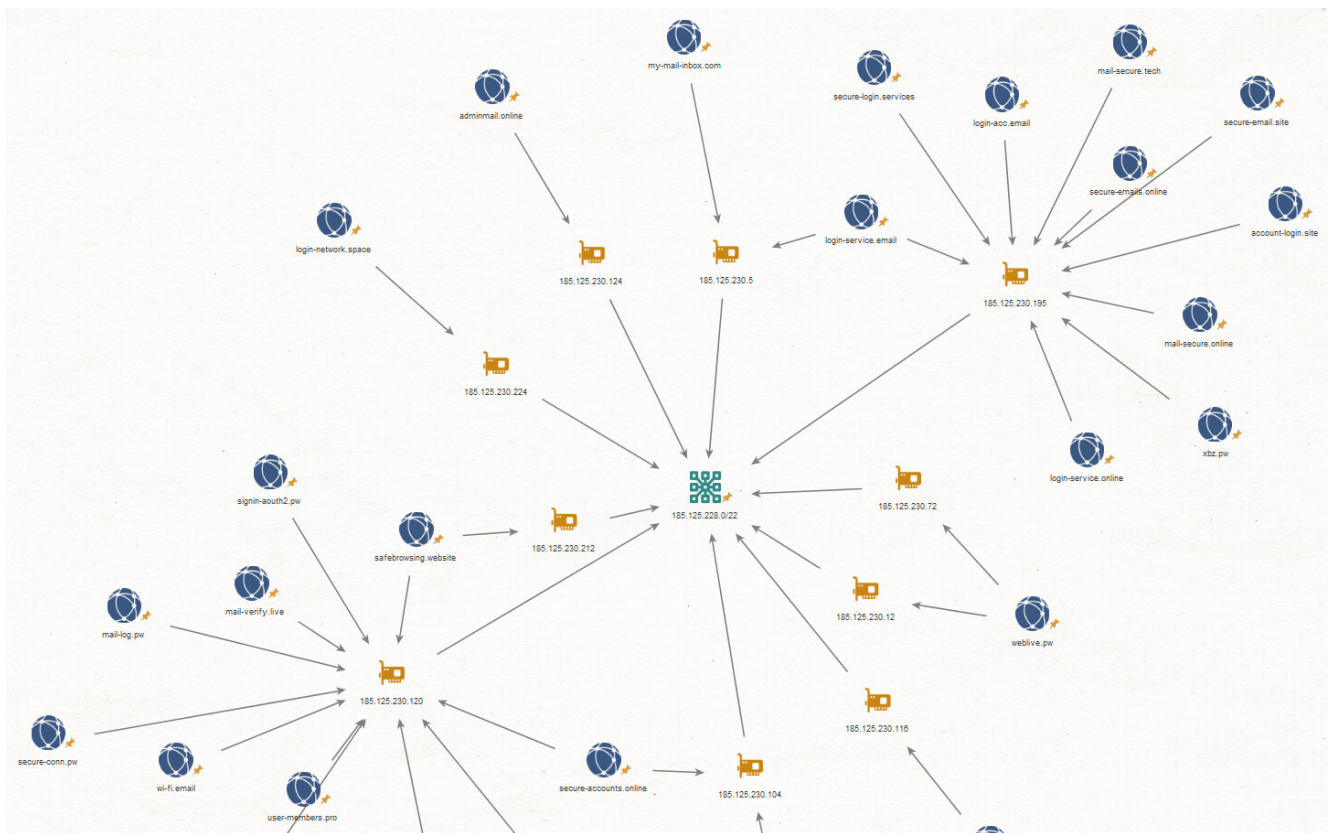 my-mail-inbox.com
mail-secure.tech
secure-login.services
adminmail.online
login-acc.email
secure-email.site
secure-emails.online
account-login.site
login-service.email
login-network.space
185.125.230.124
185.125.230.5
185.125.230.195
mail-secure.online
185.125.230.224
xbz.pw
login-service.online
signin-aouth2.pw
185.125.230.72
185.125.228.0/22
safebrowsing.website
185.125.230.212
mail-verify.live
185.125.230.12
mail-log.pw
weblive.pw
185.125.230.120
185.125.230.116
secure-conn.pw
wi-fi.email
secure-accounts.online
185.125.230.104
user-members.pro